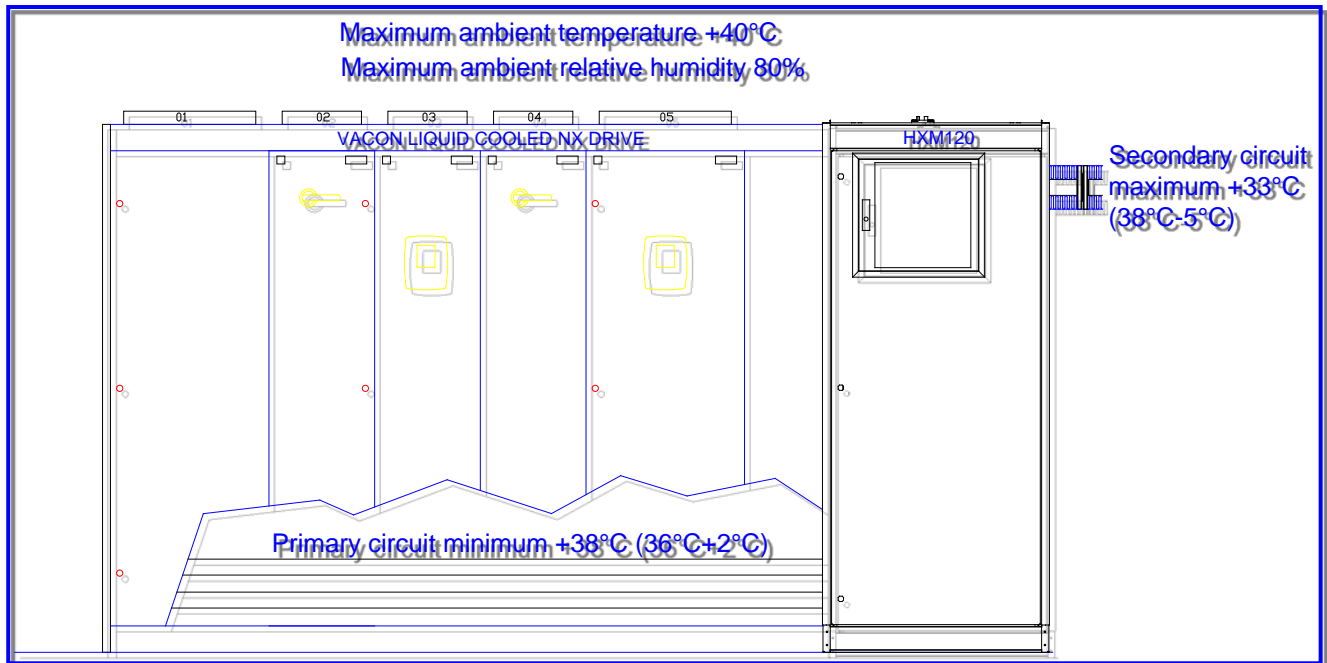 Maximum ambient temperature +40°C
Maximum ambient relative humidity 80%
01 02 03 04 05
VACON LIQUID COOLED NX DRIVE
HXM120
Secondary circuit
maximum +33°C
(38°C-5°C)
Primary circuit minimum +38°C (36°C+2°C)